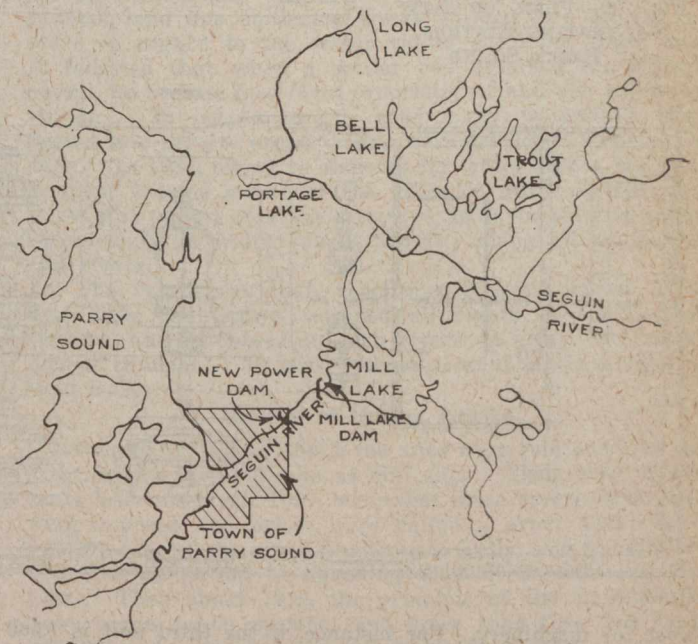 LONG
LAKE
BELL
LAKE
TROUT
LAKE
PORTAGE
LAKE
SEGUIN
RIVER
PARRY
SOUND
NEW POWER
DAM
MILL
LAKE
MILL LAKE
DAM
SEGUIN RIVER
TOWN OF
PARRY SOUND